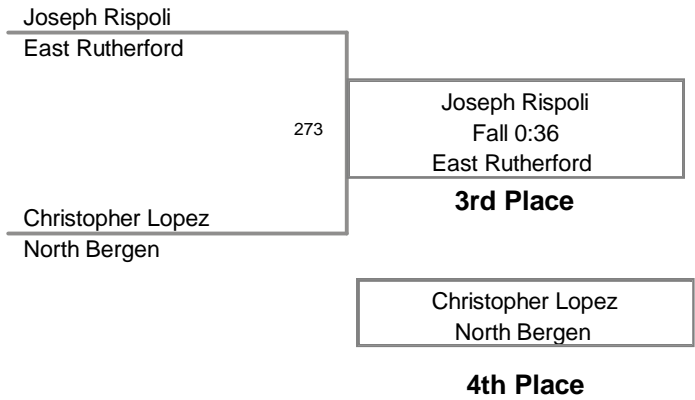 Joseph Rispoli
East Rutherford
273
Joseph Rispoli
Fall 0:36
East Rutherford
3rd Place
Christopher Lopez
North Bergen
Christopher Lopez
North Bergen
4th Place